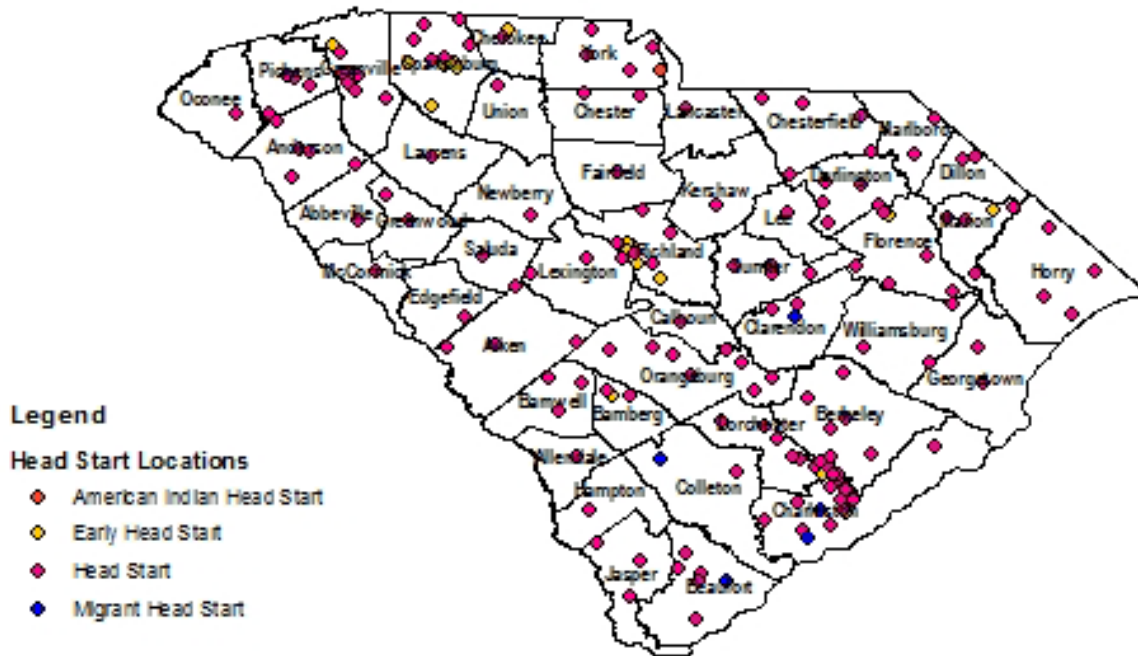 Cherokee
Spartanburg
York
Pickens
Greenville
Oconee
Union
Chester
Lancaster
Chesterfield
Marlboro
Anderson
Laurens
Fairfield
Darlington
Dillon
Newberry
Kershaw
Abbeville
Greenwood
Lee
Marion
Saluda
Richland
Florence
McCormick
Lexington
Sumter
Horry
Edgefield
Calhoun
Clarendon
Williamsburg
Aiken
Orangeburg
Georgetown
Barnwell
Bamberg
Dorchester
Berkeley
Allendale
Hampton
Colleton
Charleston
Jasper
Beaufort
Legend
Head Start Locations
American Indian Head Start
Early Head Start
Head Start
Migrant Head Start